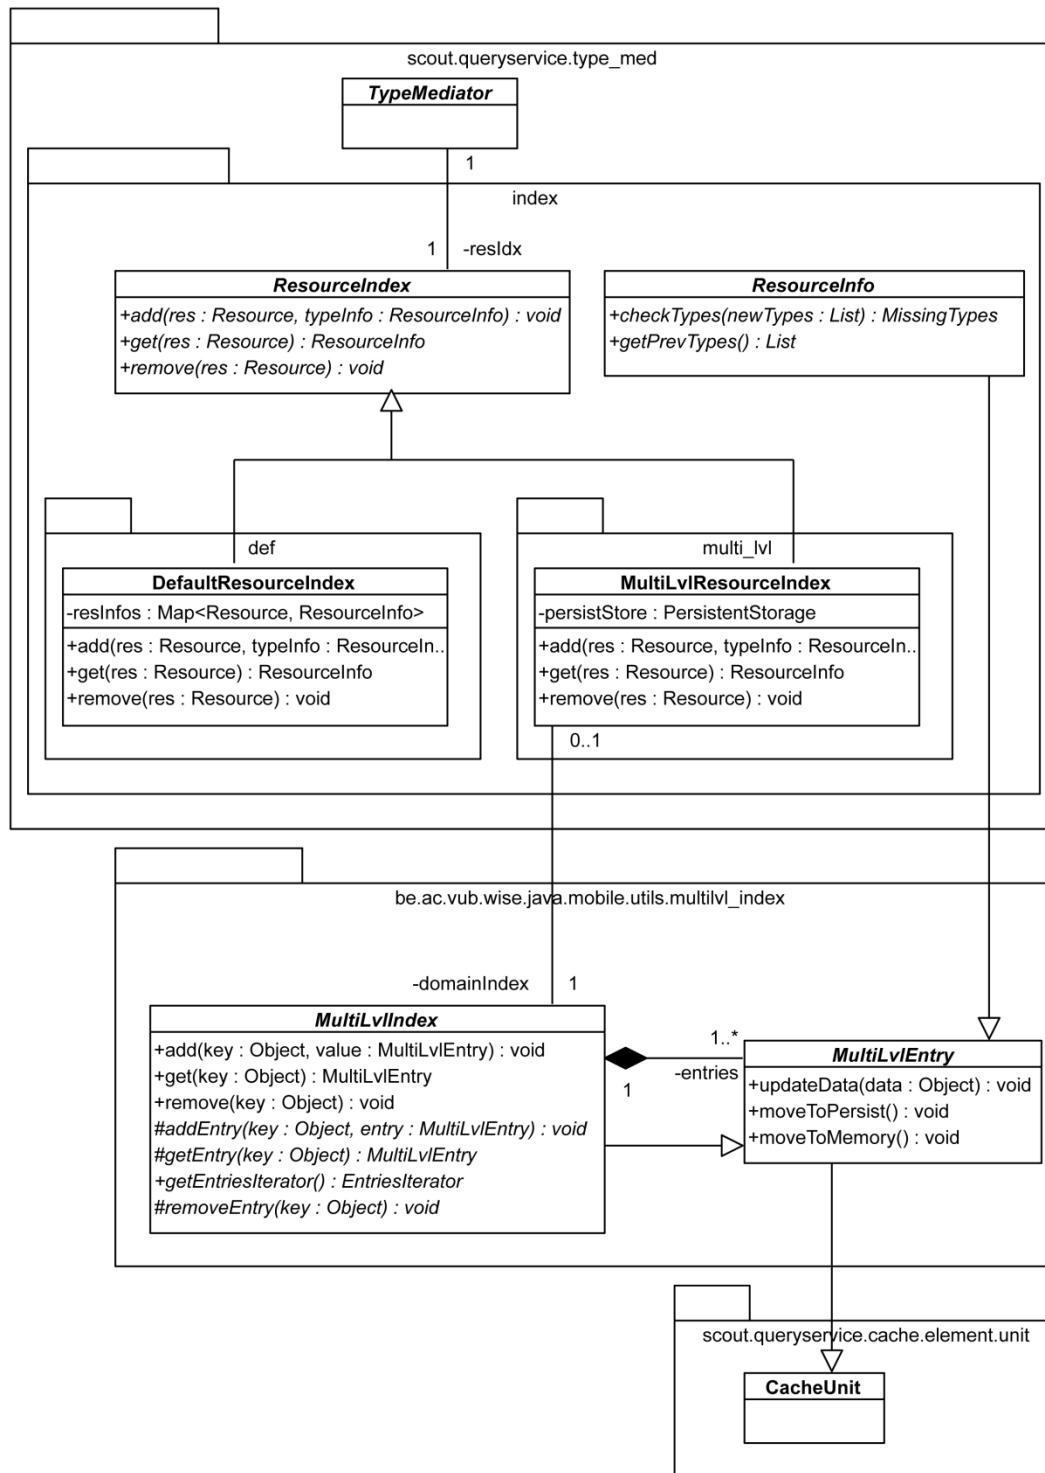 scout.queryservice.type_med
TypeMediator
1
index
1 -resIdx
ResourceIndex
+add(res : Resource, typeInfo : ResourceInfo) : void
+get(res : Resource) : ResourceInfo
+remove(res : Resource) : void
ResourceInfo
+checkTypes(newTypes : List) : MissingTypes
+getPrevTypes() : List
def
DefaultResourceIndex
-resInfos : Map<Resource, ResourceInfo>
+add(res : Resource, typeInfo : ResourceIn..
+get(res : Resource) : ResourceInfo
+remove(res : Resource) : void
multi_lvl
MultiLvlResourceIndex
-persistStore : PersistentStorage
+add(res : Resource, typeInfo : ResourceIn..
+get(res : Resource) : ResourceInfo
+remove(res : Resource) : void
0..1
be.ac.vub.wise.java.mobile.utils.multilvl_index
-domainIndex 1
MultiLvlIndex
+add(key : Object, value : MultiLvlEntry) : void
+get(key : Object) : MultiLvlEntry
+remove(key : Object) : void
#addEntry(key : Object, entry : MultiLvlEntry) : void
#getEntry(key : Object) : MultiLvlEntry
+getEntriesIterator() : EntriesIterator
#removeEntry(key : Object) : void
1..*
-entries
1
MultiLvlEntry
+updateData(data : Object) : void
+moveToPersist() : void
+moveToMemory() : void
scout.queryservice.cache.element.unit
CacheUnit